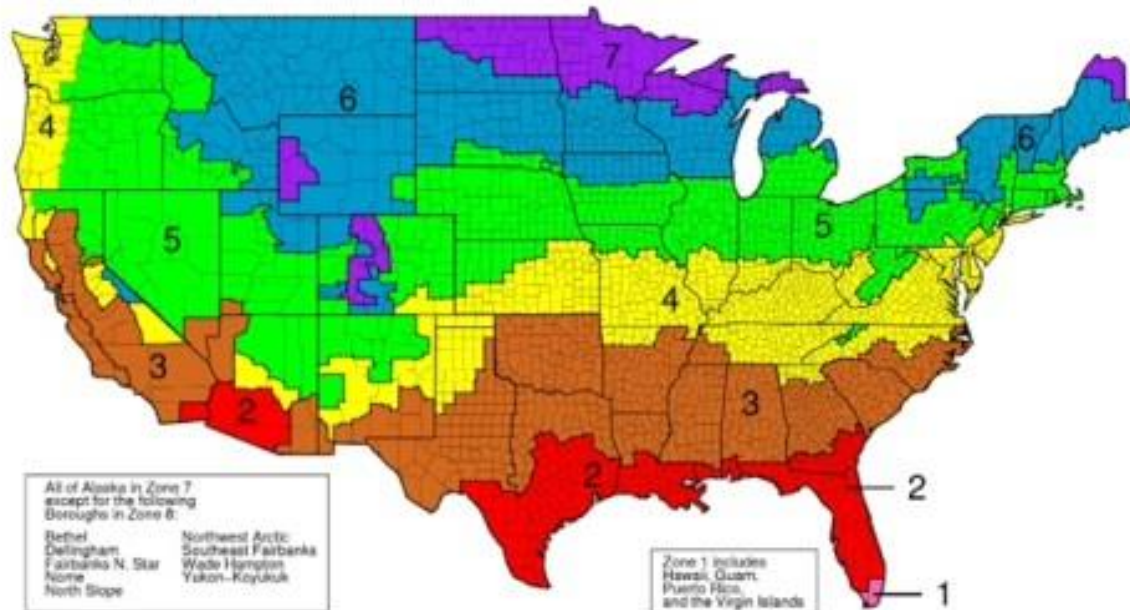 7
6
4
6
5
5
4
3
3
2
2
2
1
All of Alaska in Zone 7
except for the following
Boroughs in Zone 8:
Bethel Northwest Arctic
Dellingham Southeast Fairbanks
Fairbanks N. Star Wade Hampton
Nome Yukon-Koyukuk
North Slope
Zone 1 includes
Hawaii, Guam,
Puerto Rico,
and the Virgin Islands